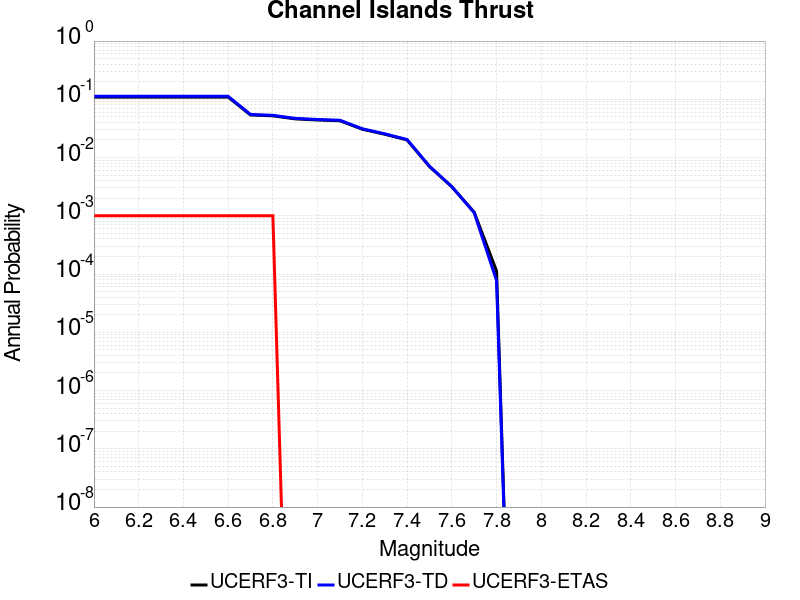 Channel Islands Thrust
Annual Probability
10^0
10^-1
10^-2
10^-3
10^-4
10^-5
10^-6
10^-7
10^-8
6 6.2 6.4 6.6 6.8 7 7.2 7.4 7.6 7.8 8 8.2 8.4 8.6 8.8 9
Magnitude
UCERF3-TI UCERF3-TD UCERF3-ETAS